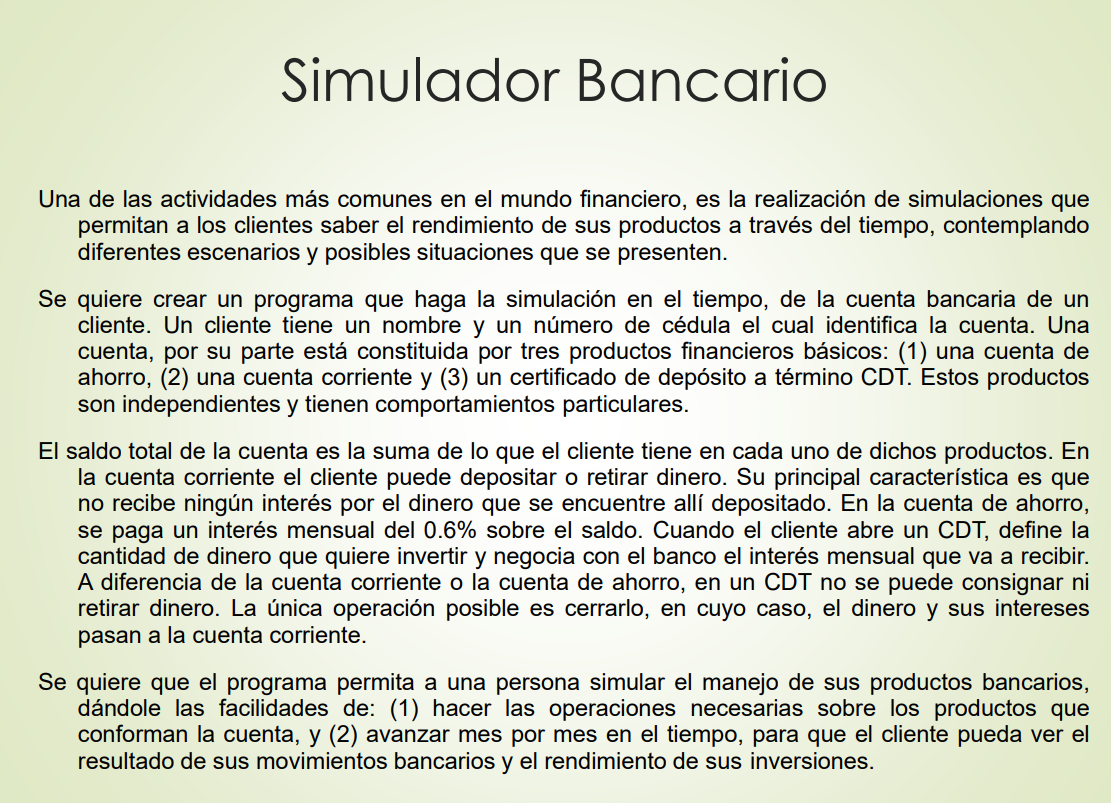 Simulador Bancario
Una de las actividades más comunes en el mundo financiero, es la realización de simulaciones que
permitan a los clientes saber el rendimiento de sus productos a través del tiempo, contemplando
diferentes escenarios y posibles situaciones que se presenten.
Se quiere crear un programa que haga la simulación en el tiempo, de la cuenta bancaria de un
cliente. Un cliente tiene un nombre y un número de cédula el cual identifica la cuenta. Una
cuenta, por su parte está constituida por tres productos financieros básicos: (1) una cuenta de
ahorro, (2) una cuenta corriente y (3) un certificado de depósito a término CDT. Estos productos
son independientes y tienen comportamientos particulares.
El saldo total de la cuenta es la suma de lo que el cliente tiene en cada uno de dichos productos. En
la cuenta corriente el cliente puede depositar o retirar dinero. Su principal característica es que
no recibe ningún interés por el dinero que se encuentre allí depositado. En la cuenta de ahorro,
se paga un interés mensual del 0.6% sobre el saldo. Cuando el cliente abre un CDT, define la
cantidad de dinero que quiere invertir y negocia con el banco el interés mensual que va a recibir.
A diferencia de la cuenta corriente o la cuenta de ahorro, en un CDT no se puede consignar ni
retirar dinero. La única operación posible es cerrarlo, en cuyo caso, el dinero y sus intereses
pasan a la cuenta corriente.
Se quiere que el programa permita a una persona simular el manejo de sus productos bancarios,
dándole las facilidades de: (1) hacer las operaciones necesarias sobre los productos que
conforman la cuenta, y (2) avanzar mes por mes en el tiempo, para que el cliente pueda ver el
resultado de sus movimientos bancarios y el rendimiento de sus inversiones.